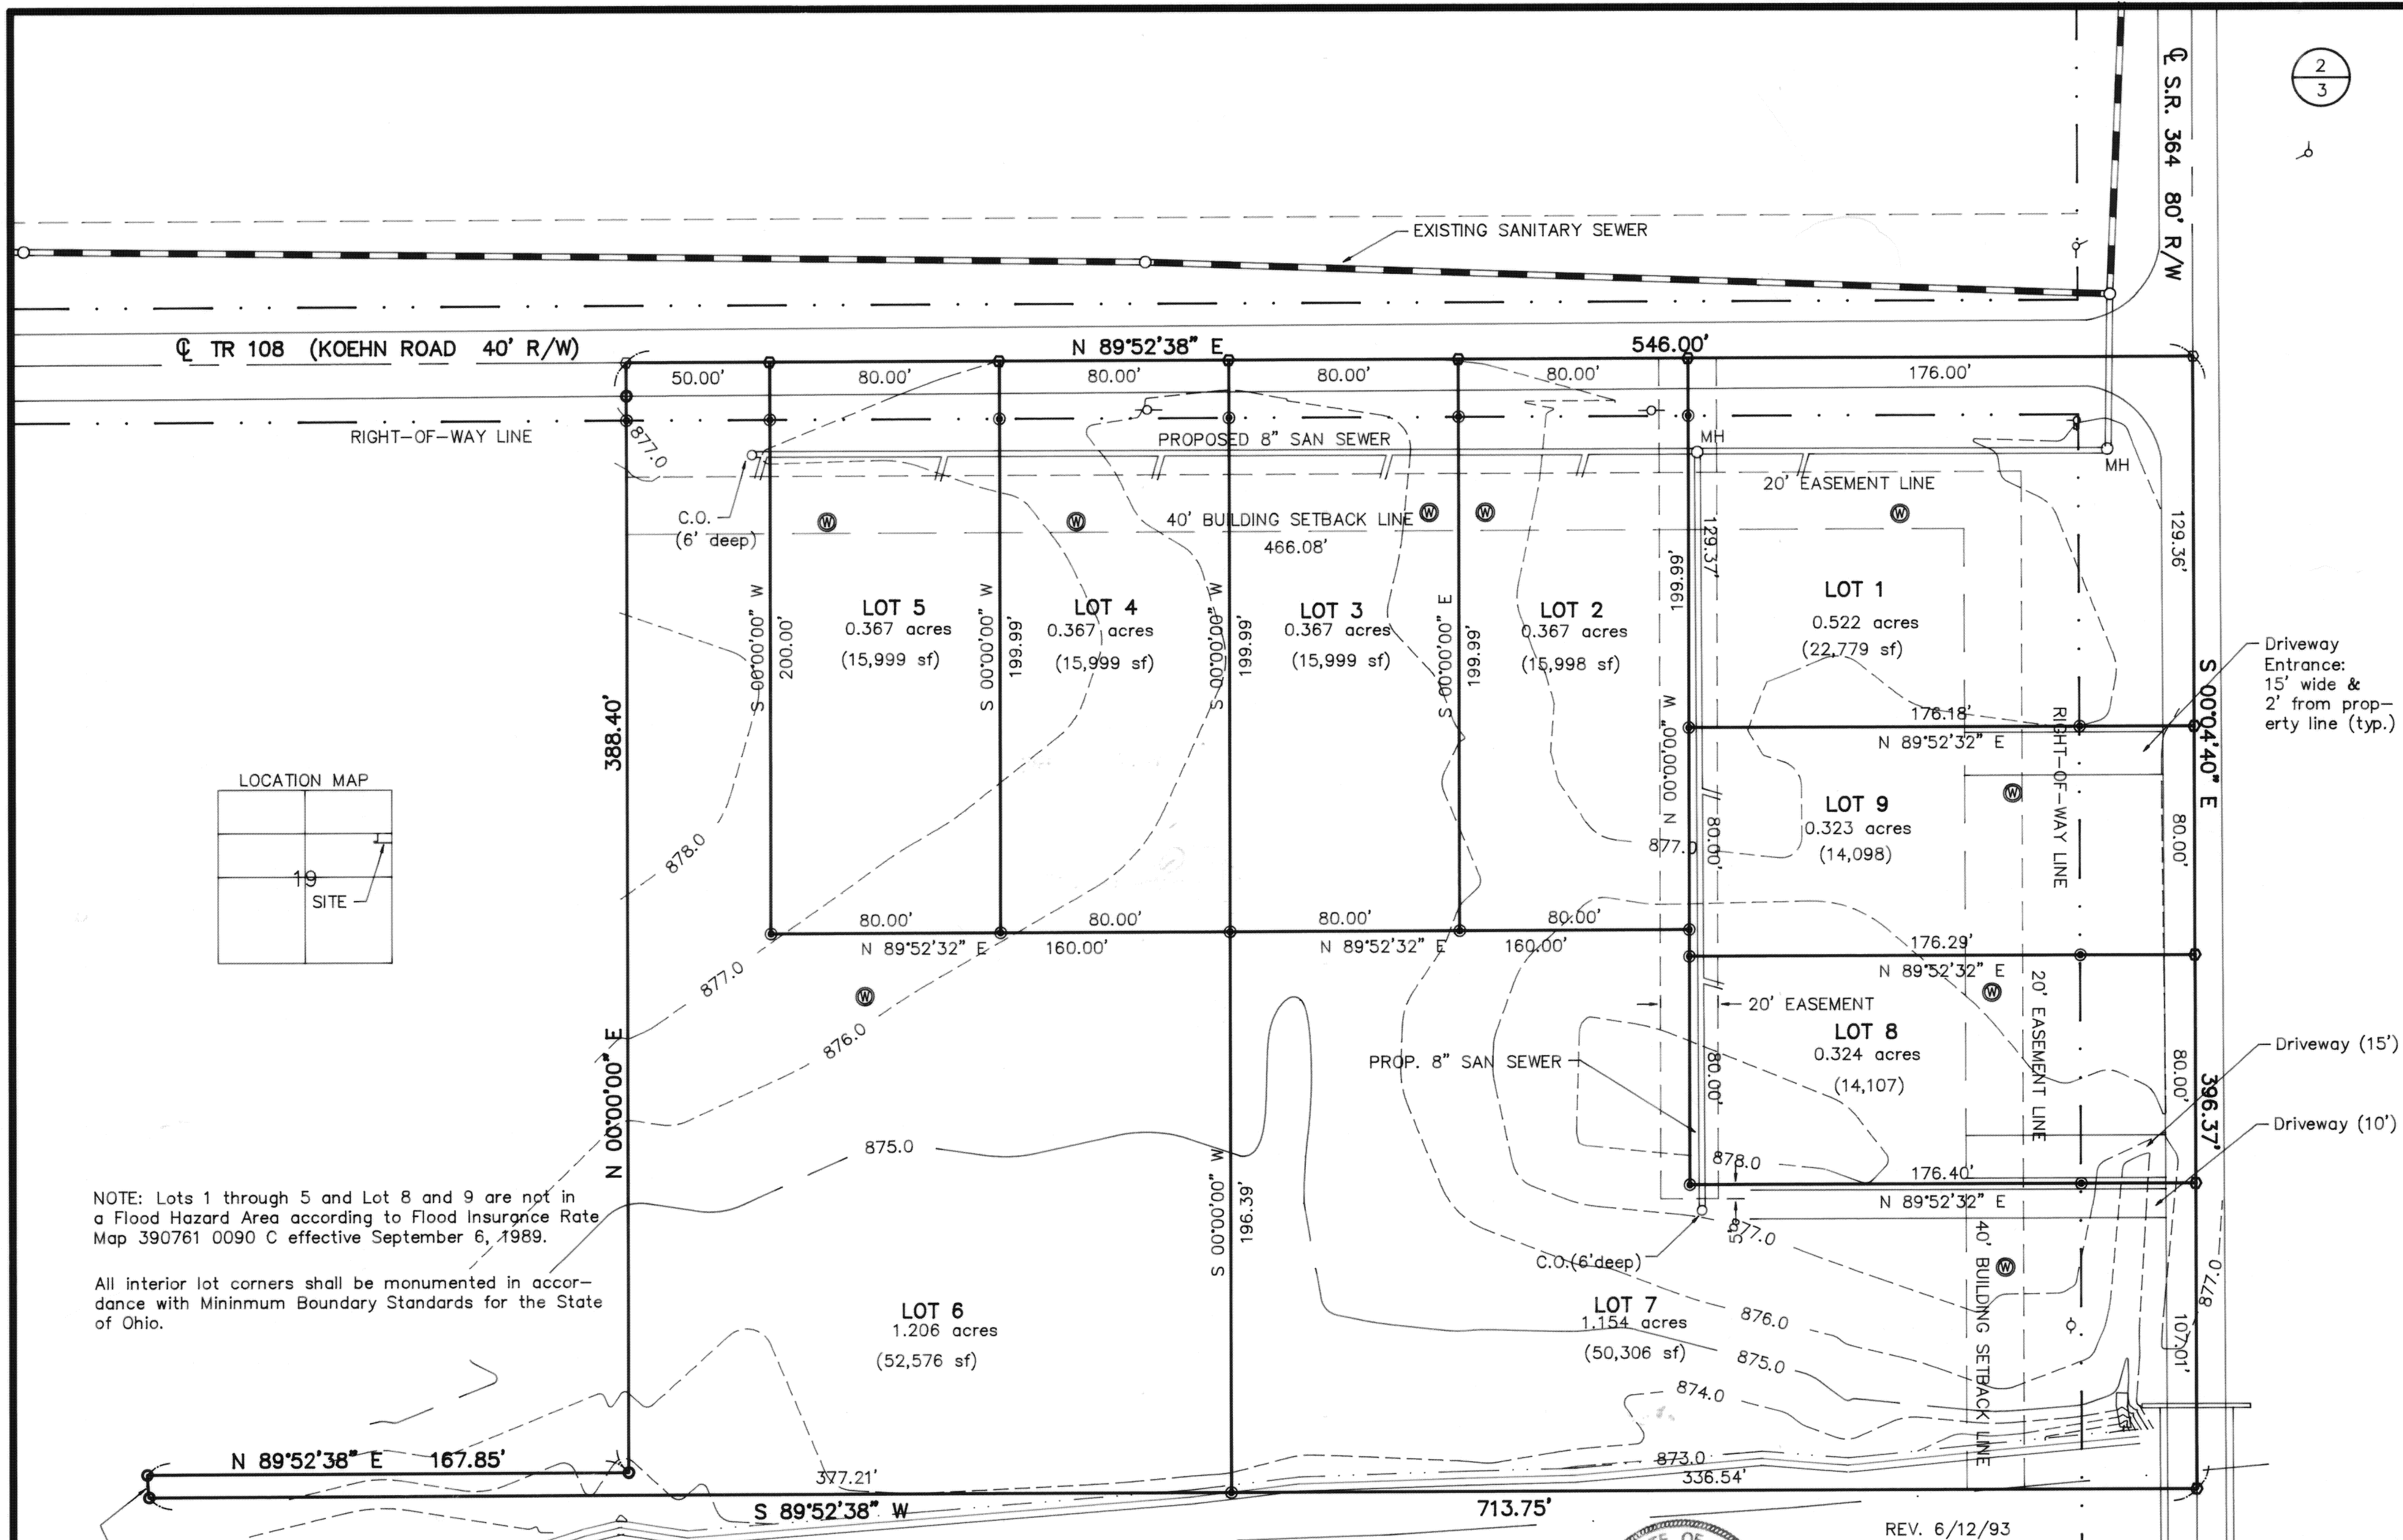 2
3
℄ S.R. 364 80' R/W
EXISTING SANITARY SEWER
℄ TR 108 (KOEHN ROAD 40' R/W)
N 89°52'38" E
546.00'
50.00'
80.00'
80.00'
80.00'
80.00'
176.00'
RIGHT-OF-WAY LINE
877.0
PROPOSED 8" SAN SEWER
MH
MH
20' EASEMENT LINE
C.O.
(6' deep)
W
W
40' BUILDING SETBACK LINE
W
W
W
466.08'
129.37'
129.36'
199.99'
LOT 5
0.367 acres
(15,999 sf)
LOT 4
0.367 acres
(15,999 sf)
LOT 3
0.367 acres
(15,999 sf)
LOT 2
0.367 acres
(15,998 sf)
LOT 1
0.522 acres
(22,779 sf)
S 00°00'00" W
200.00'
S 00°00'00" W
199.99'
S 00°00'00" W
199.99'
S 00°00'00" E
199.99'
N 00°00'00" W
Driveway
Entrance:
15' wide &
2' from prop-
erty line (typ.)
388.40'
S 00°04'40" E
176.18'
N 89°52'32" E
RIGHT-OF-WAY LINE
LOCATION MAP
19
SITE
878.0
877.0
80.00'
LOT 9
0.323 acres
(14,098)
W
80.00'
80.00'
80.00'
80.00'
80.00'
N 89°52'32" E
160.00'
N 89°52'32" E
160.00'
176.29'
N 89°52'32" E
877.0
W
876.0
20' EASEMENT
W
20' EASEMENT LINE
LOT 8
0.324 acres
(14,107)
PROP. 8" SAN SEWER
80.00'
80.00'
Driveway (15')
396.37'
Driveway (10')
N 00°00'00" E
875.0
878.0
176.40'
N 89°52'32" E
NOTE: Lots 1 through 5 and Lot 8 and 9 are not in
a Flood Hazard Area according to Flood Insurance Rate
Map 390761 0090 C effective September 6, 1989.
All interior lot corners shall be monumented in accor-
dance with Mininmum Boundary Standards for the State
of Ohio.
S 00°00'00" W
196.39'
5'
877.0
C.O.(6'deep)
40' BUILDING SETBACK LINE
W
877.0
LOT 6
1.206 acres
(52,576 sf)
LOT 7
1.154 acres
(50,306 sf)
876.0
875.0
874.0
107.01'
873.0
N 89°52'38" E 167.85'
377.21'
336.54'
S 89°52'38" W
713.75'
OF
REV. 6/12/93